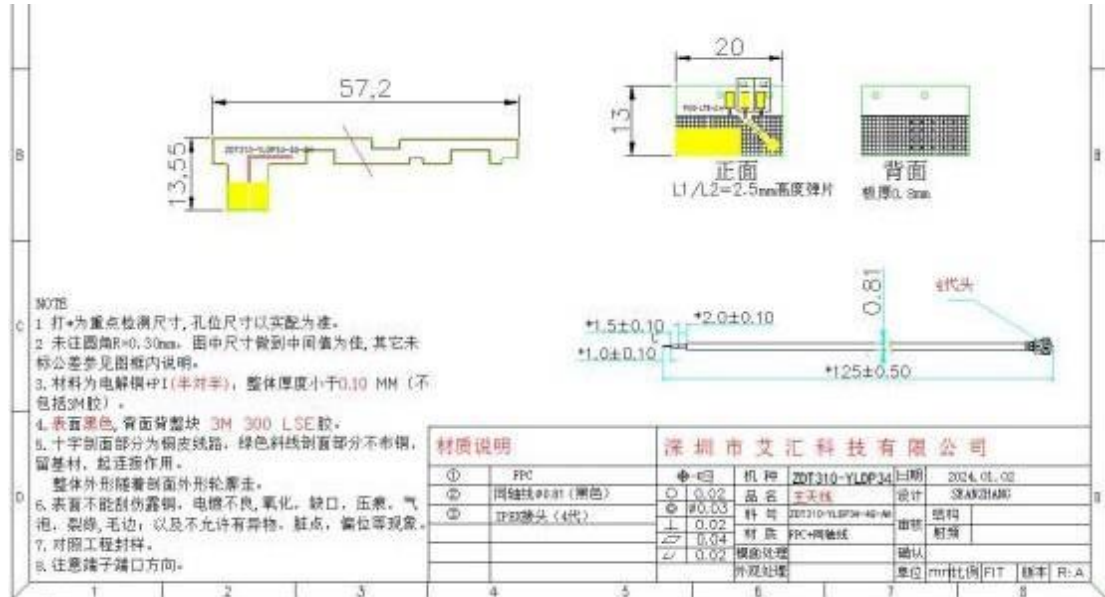 57,2
13,55
20
13
正面
L1/L2=2.5mm高度弹片
背面
板厚0.8mm
0.81
4代头
*1.5±0.10
*2.0±0.10
*1.0±0.10
*125±0.50
NOTE
1 打*为重点检测尺寸,孔位尺寸以实配为准。
2 未注圆角R=0.30mm。图中尺寸做到中间值为佳,其它未
标公差参见图框内说明。
3.材料为电解铜+PI(半对半),整体厚度小于0.10 MM (不
包括3M胶)。
4.表面黑色,背面背整块 3M 300 LSE胶。
5.十字剖面部分为铜皮线路,绿色斜线剖面部分不布铜,
留基材,起连接作用。
整体外形随着剖面外形轮廓走。
6.表面不能刮伤露铜,电镀不良,氧化,缺口,压痕,气
泡,裂缝,毛边;以及不允许有异物,脏点,偏位等现象。
7.对照工程封样。
8.注意端子端口方向。
材质说明
深圳市艾汇科技有限公司
① FPC
② 同轴线φ0.81 (黑色)
③ IPEX接头 (4代)
0.02
ø0.03
0.02
0.04
0.02
机种 ZDT310-YLDP34 日期 2024.01.02
品名 主天线 设计
料号 审核 结构
材质 FPC+同轴线 射频
模面处理 确认
外观处理 单位 mm 比例 FIT 版本 R:A
B
C
D
1 2 3 4 5 6 7 8